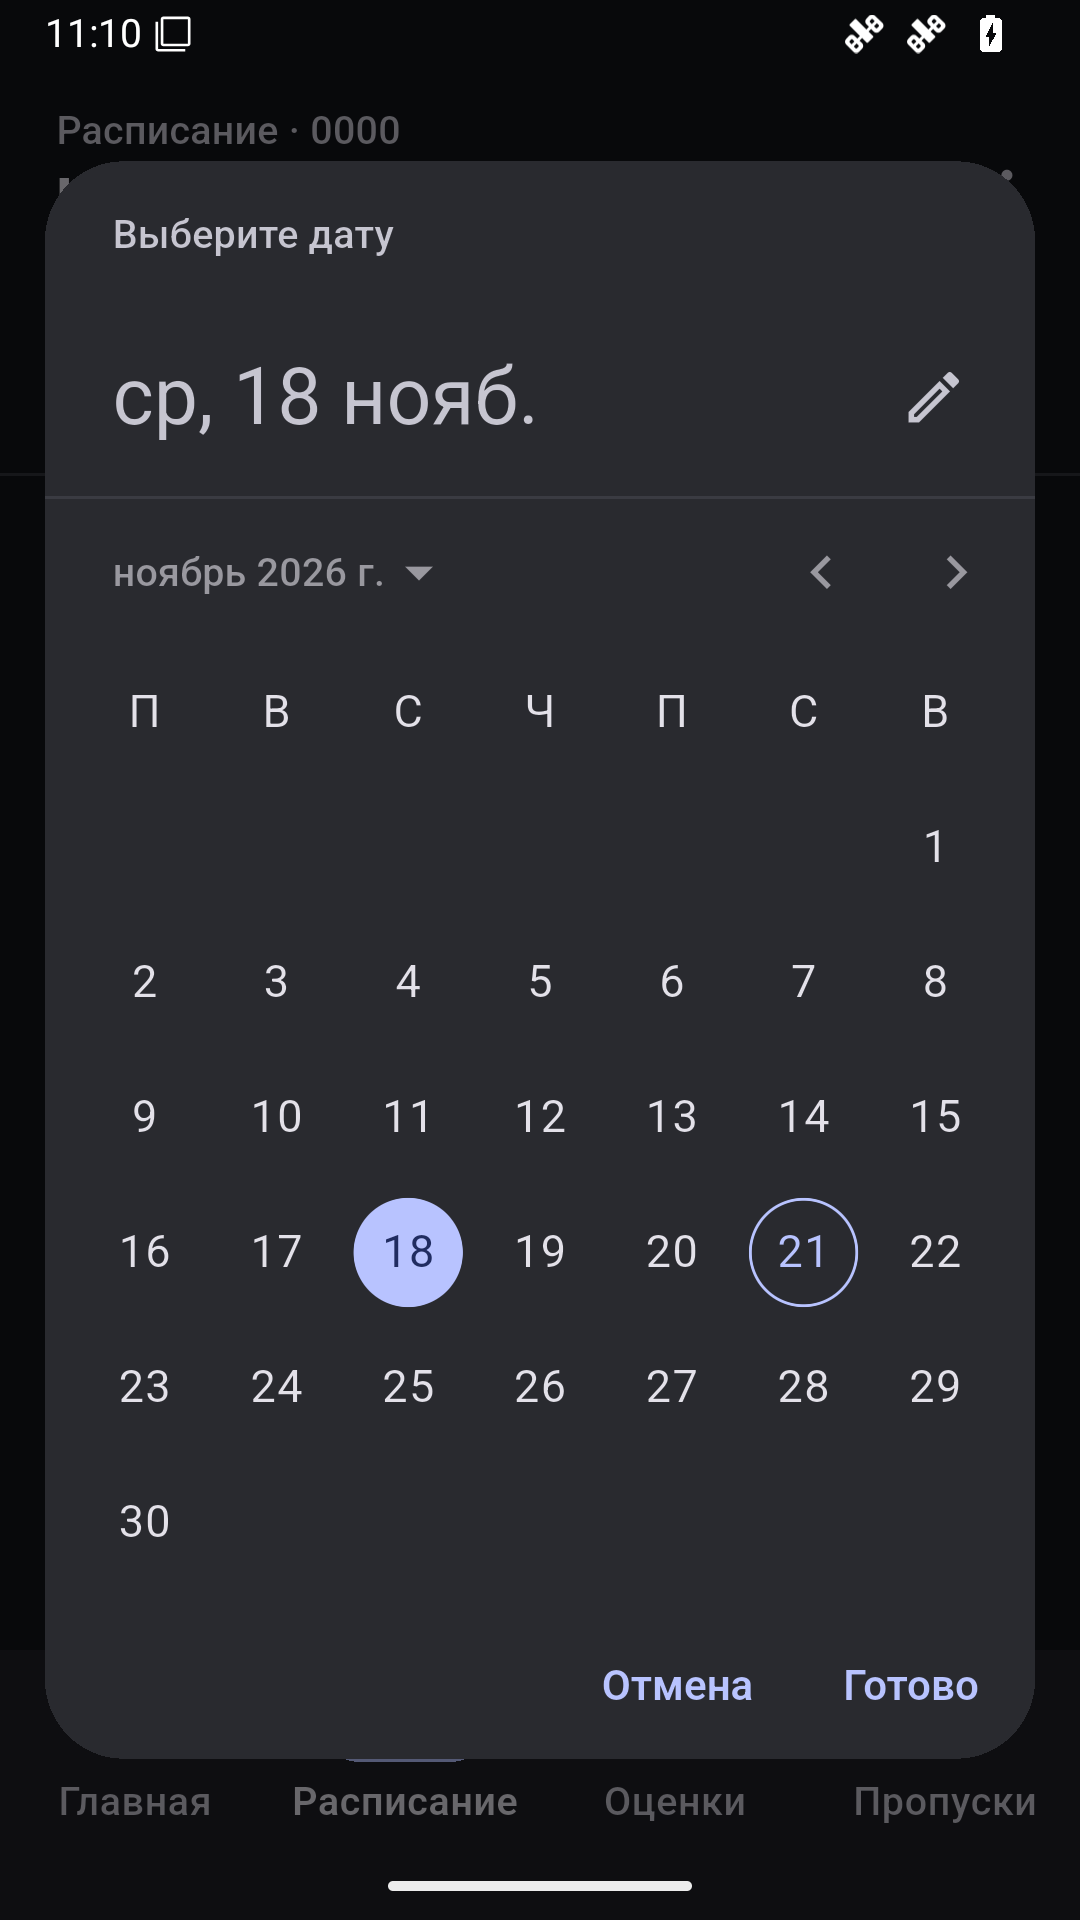 11:10
Расписание · 0000
Выберите дату
ср, 18 нояб.
ноябрь 2026 г.
П В С Ч П С В
1
2 3 4 5 6 7 8
9 10 11 12 13 14 15
16 17 18 19 20 21 22
23 24 25 26 27 28 29
30
Отмена Готово
Главная Расписание Оценки Пропуски